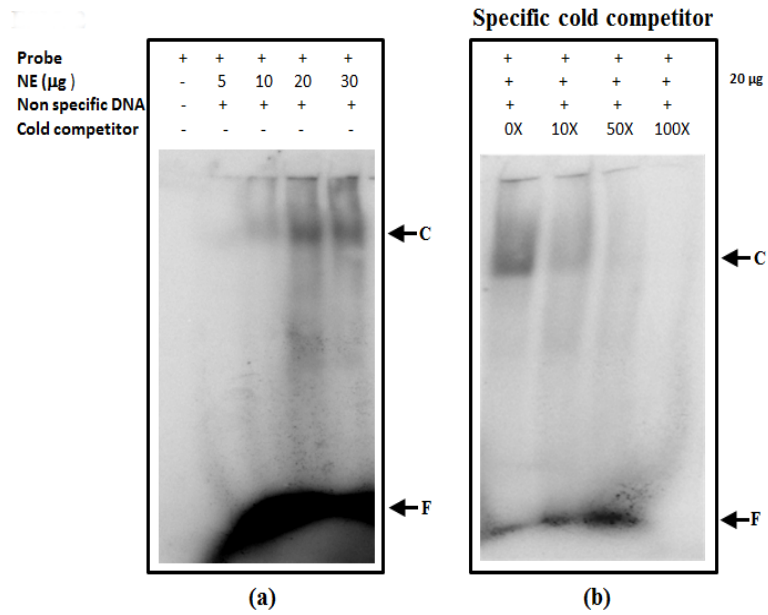 Specific cold competitor
Probe + + + + +
NE (µg ) - 5 10 20 30
Non specific DNA - + + + +
Cold competitor - - - - -
+ + + +
+ + + + 20 µg
+ + + +
0X 10X 50X 100X
C
C
F
F
(a)
(b)